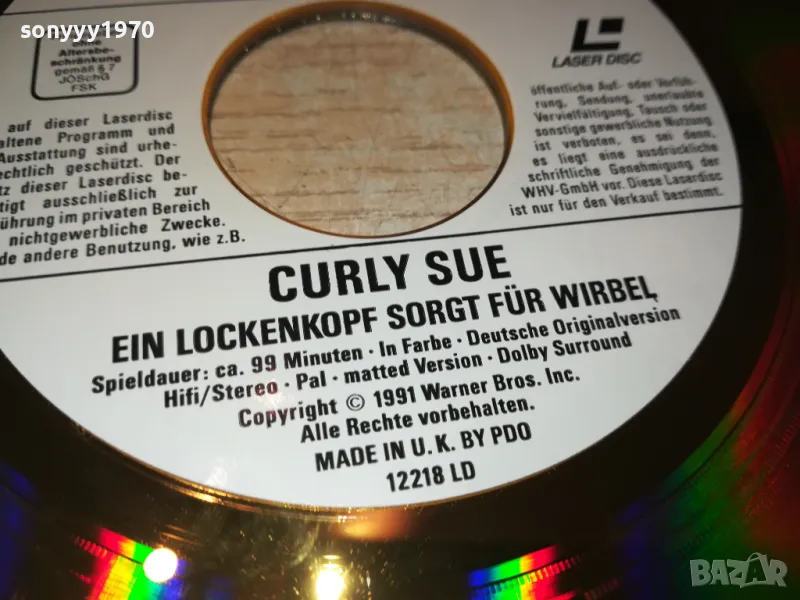 sonyyy1970
ohne
Altersbe-
schränkung
gemäß § 7
JÖSchG
FSK
LASER DISC
auf dieser Laserdisc
altene Programm und
Ausstattung sind urhe-
echtlich geschützt. Der
tz dieser Laserdisc be-
tigt ausschließlich zur
ührung im privaten Bereich
nichtgewerbliche Zwecke.
de andere Benutzung, wie z.B.
öffentliche Auf- oder Vorfüh-
rung, Sendung, unerlaubte
Vervielfältigung, Tausch oder
sonstige gewerbliche Nutzung
ist verboten, es sei denn,
es liegt eine ausdrückliche
schriftliche Genehmigung der
WHV-GmbH vor. Diese Laserdisc
ist nur für den Verkauf bestimmt.
CURLY SUE
EIN LOCKENKOPF SORGT FÜR WIRBEL
Spieldauer: ca. 99 Minuten · In Farbe · Deutsche Originalversion
Hifi/Stereo · Pal · matted Version · Dolby Surround
Copyright © 1991 Warner Bros. Inc.
Alle Rechte vorbehalten.
MADE IN U. K. BY PDO
12218 LD
BAZAR